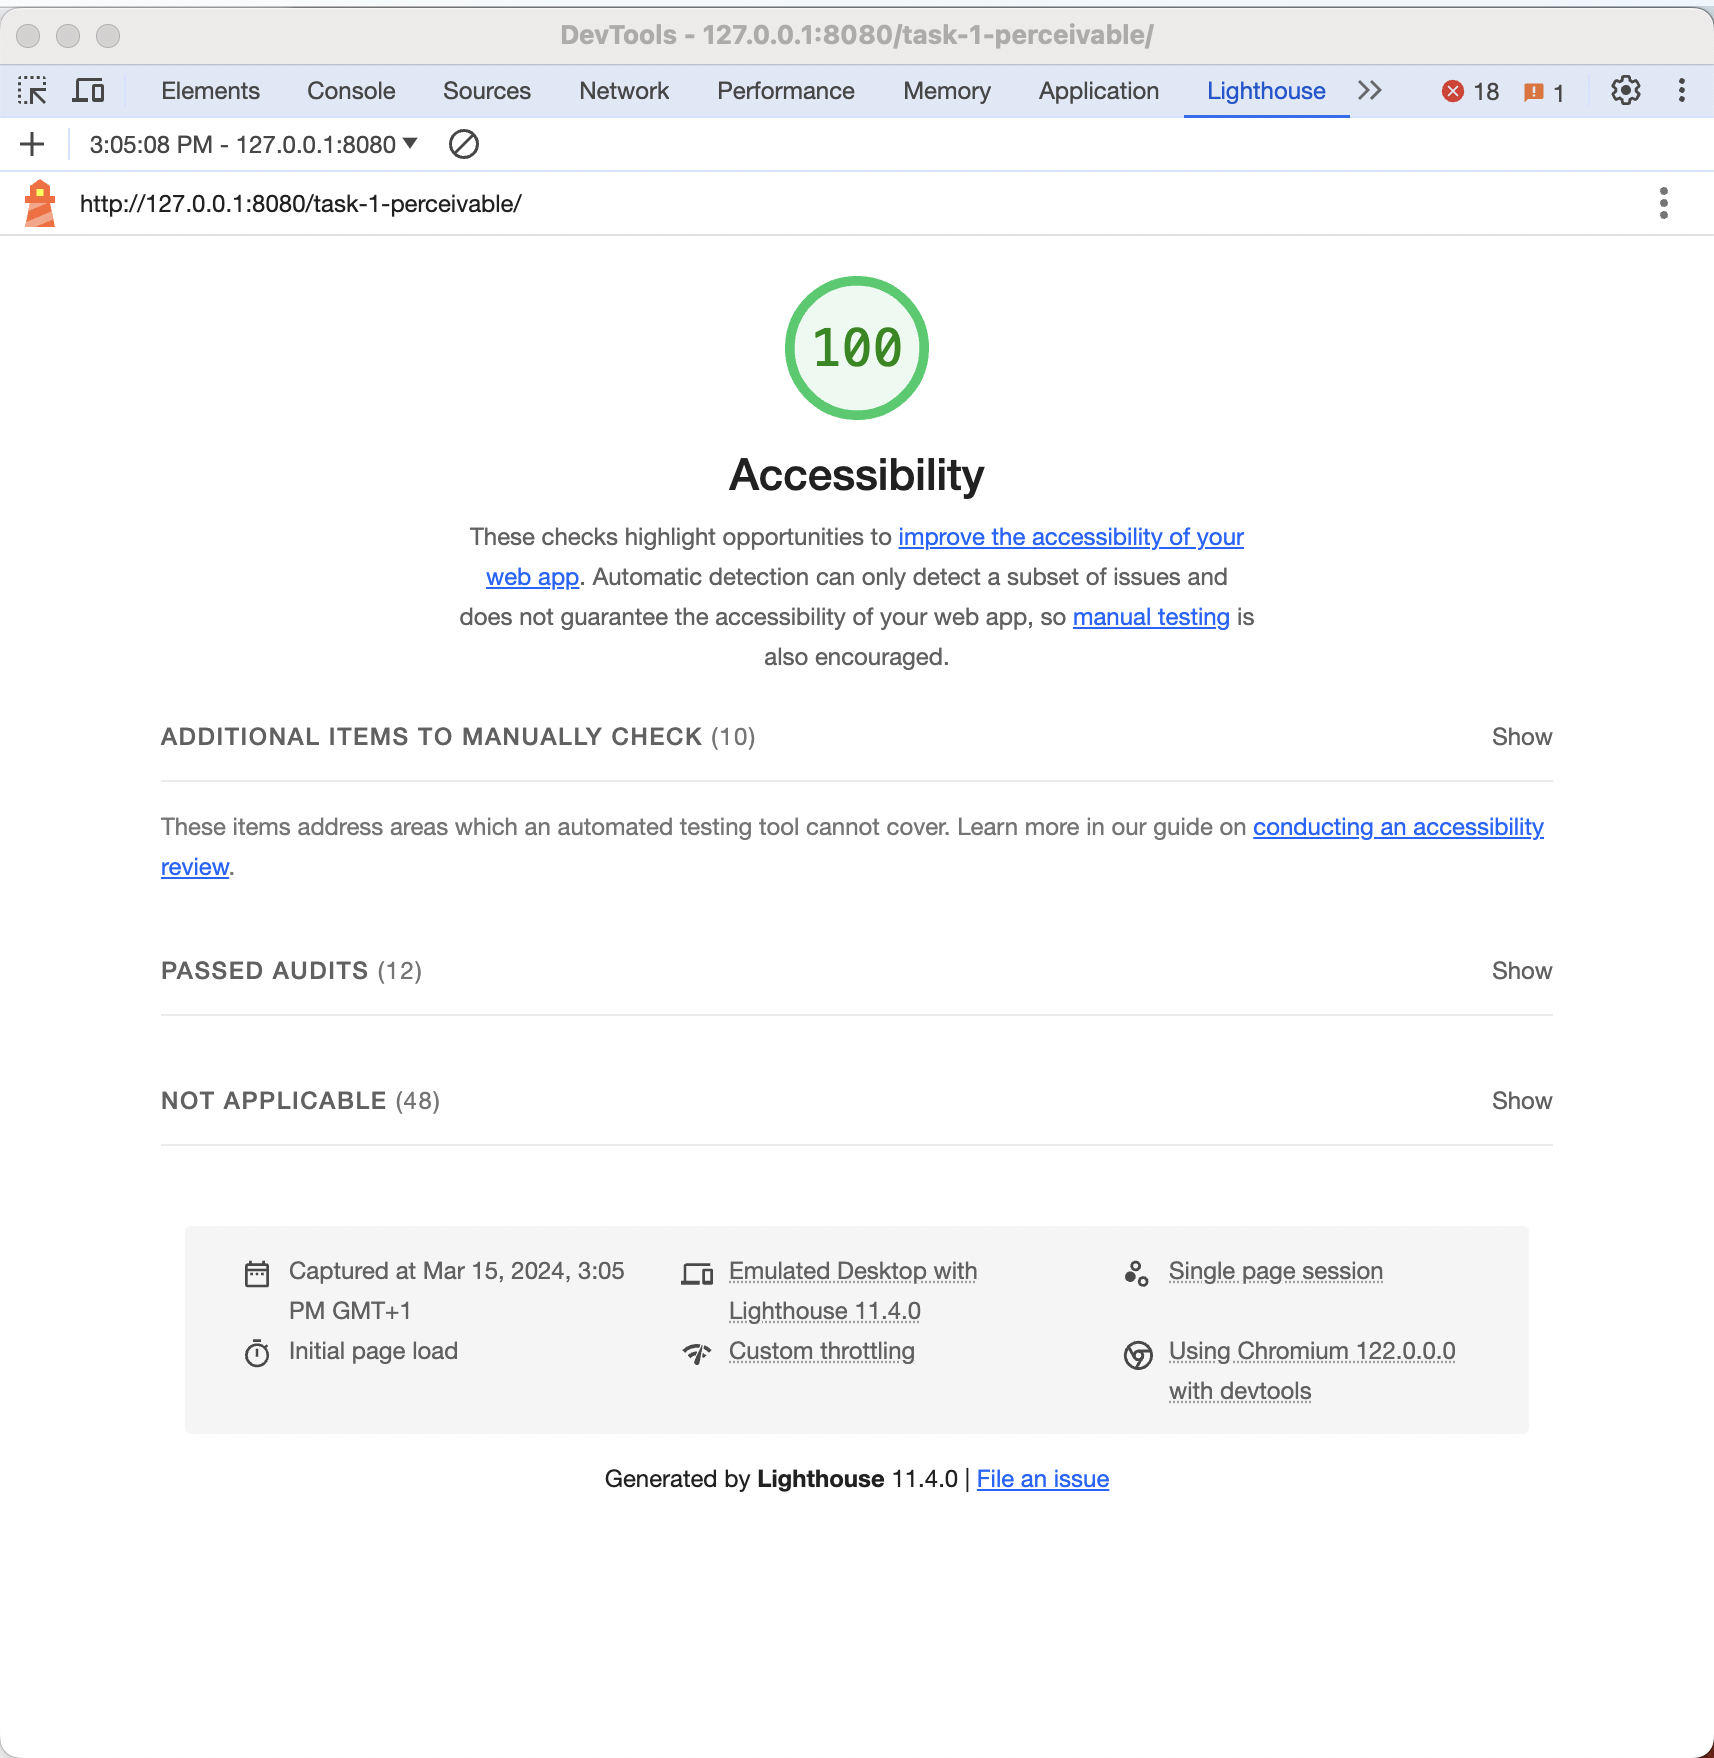 DevTools - 127.0.0.1:8080/task-1-perceivable/
Elements Console Sources Network Performance Memory Application Lighthouse 18 1
3:05:08 PM - 127.0.0.1:8080
http://127.0.0.1:8080/task-1-perceivable/
100
Accessibility
These checks highlight opportunities to improve the accessibility of your
web app. Automatic detection can only detect a subset of issues and
does not guarantee the accessibility of your web app, so manual testing is
also encouraged.
ADDITIONAL ITEMS TO MANUALLY CHECK (10) Show
These items address areas which an automated testing tool cannot cover. Learn more in our guide on conducting an accessibility
review.
PASSED AUDITS (12) Show
NOT APPLICABLE (48) Show
Captured at Mar 15, 2024, 3:05
PM GMT+1
Emulated Desktop with
Lighthouse 11.4.0
Single page session
Initial page load
Custom throttling
Using Chromium 122.0.0.0
with devtools
Generated by Lighthouse 11.4.0 | File an issue